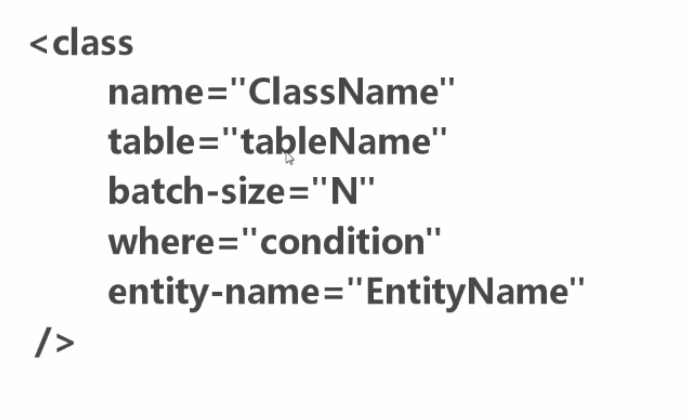 <class
name="ClassName"
table="tableName"
batch-size="N"
where="condition"
entity-name="EntityName"
/>